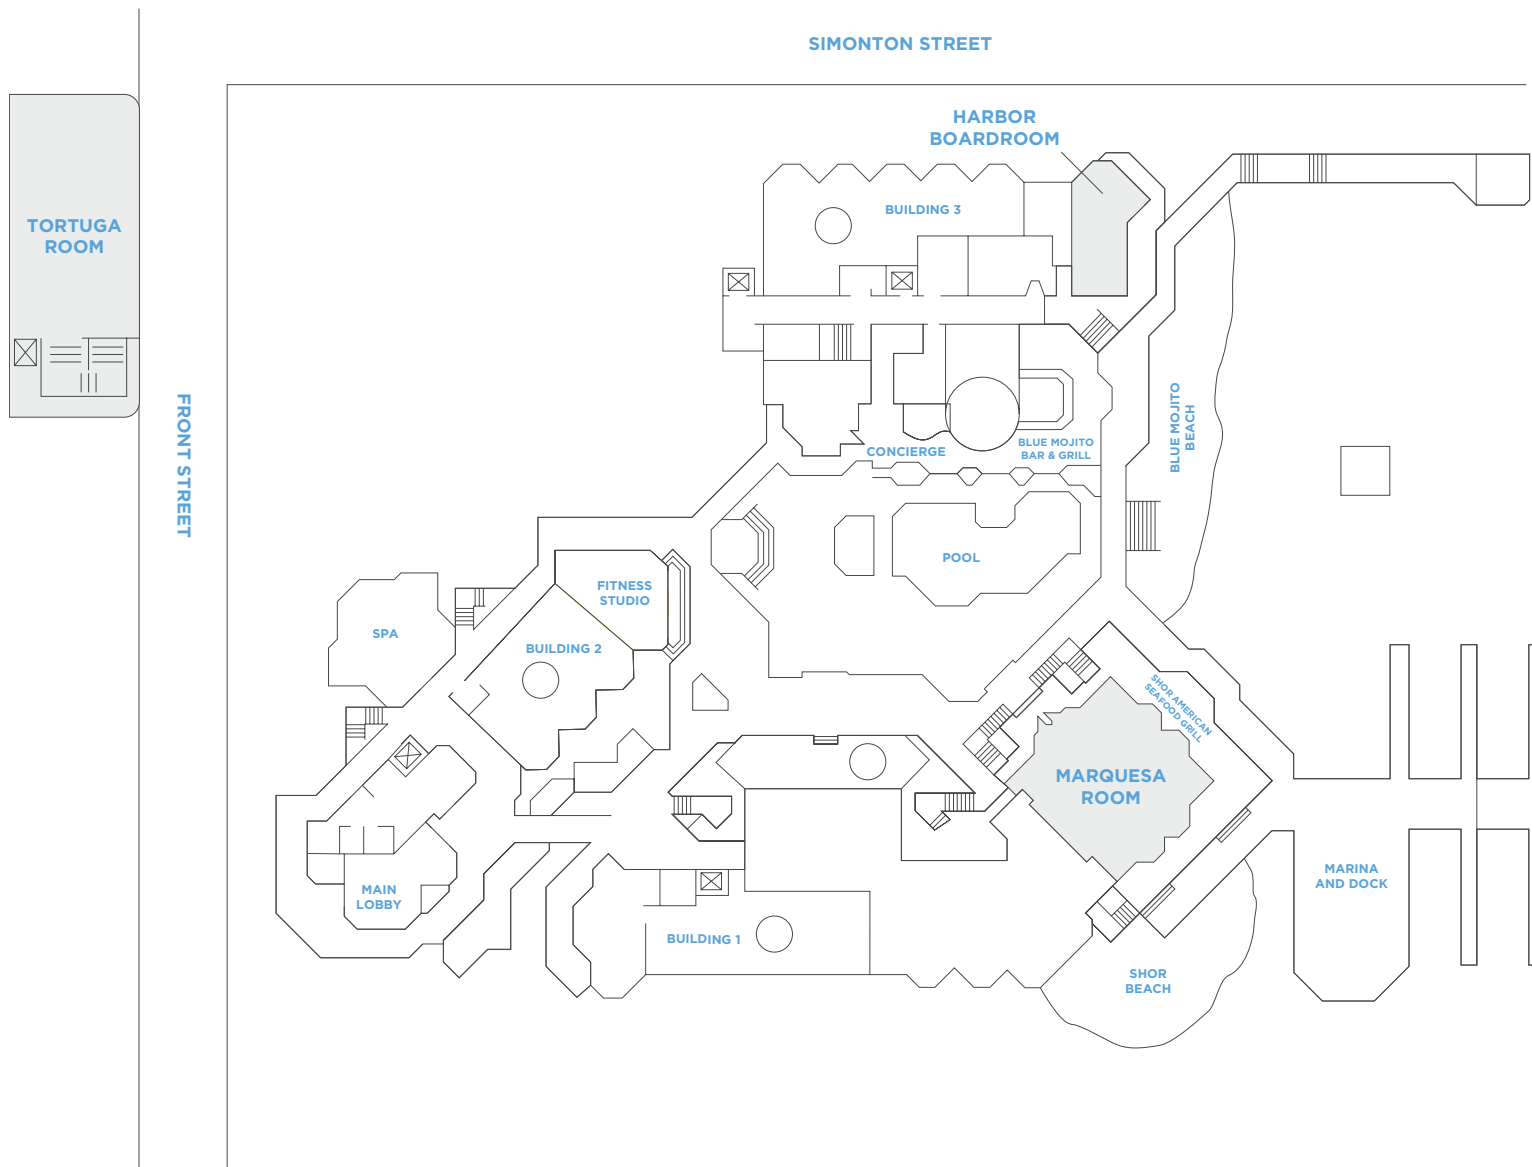 SIMONTON STREET
HARBOR
BOARDROOM
BUILDING 3
TORTUGA
ROOM
FRONT STREET
BLUE MOJITO
BEACH
CONCIERGE
BLUE MOJITO
BAR & GRILL
POOL
FITNESS
STUDIO
SPA
BUILDING 2
SHOR AMERICAN
SEAFOOD GRILL
MARQUESA
ROOM
MAIN
LOBBY
MARINA
AND DOCK
BUILDING 1
SHOR
BEACH